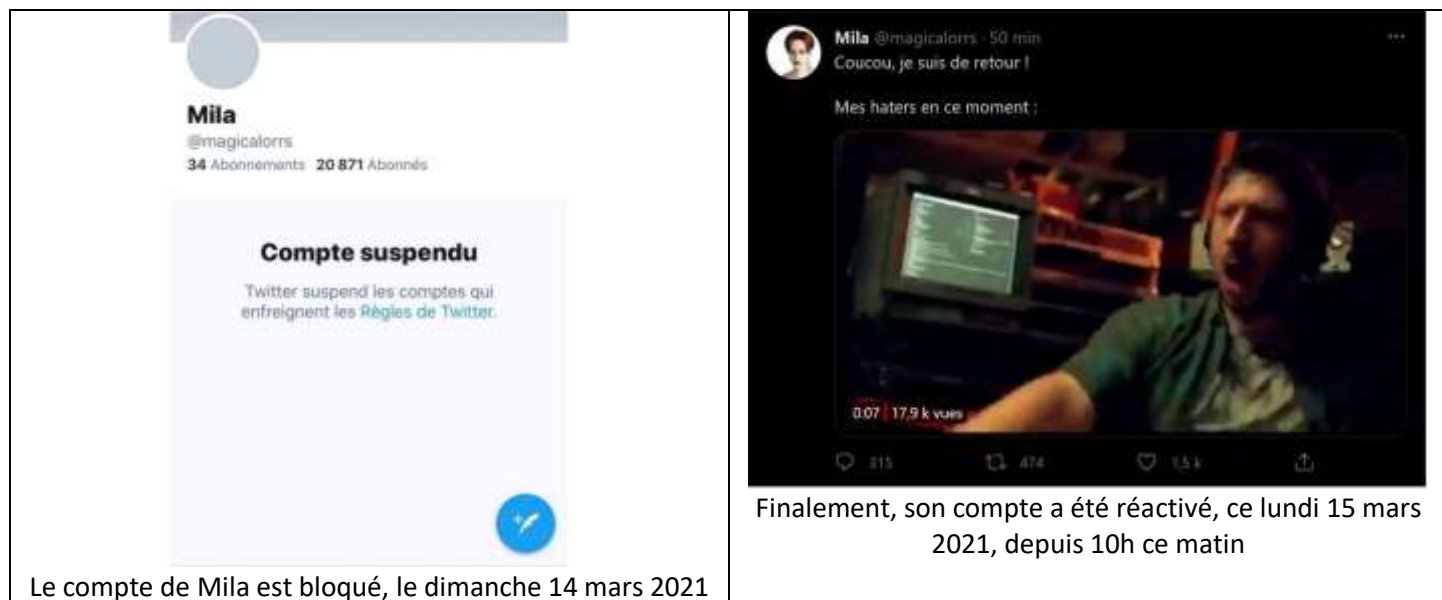 Mila
@magicalorrs
34 Abonnements 20 871 Abonnés
Compte suspendu
Twitter suspend les comptes qui
enfreignent les Règles de Twitter.
Le compte de Mila est bloqué, le dimanche 14 mars 2021
Mila @magicalorrs · 50 min
Coucou, je suis de retour !
Mes haters en ce moment :
0:07 17,9 k vues
315 474 1,5 k
Finalement, son compte a été réactivé, ce lundi 15 mars
2021, depuis 10h ce matin